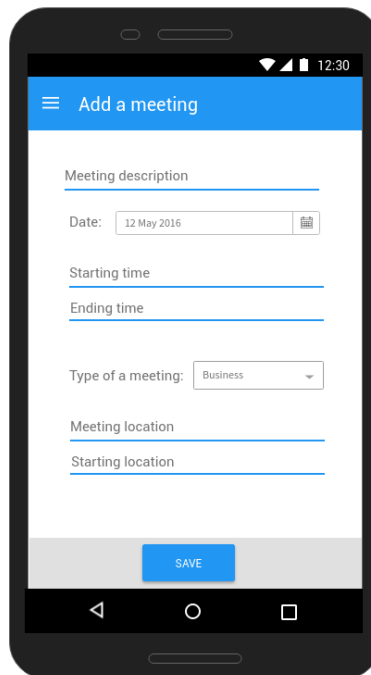 12:30
Add a meeting
Meeting description
Date: 12 May 2016
Starting time
Ending time
Type of a meeting: Business
Meeting location
Starting location
SAVE